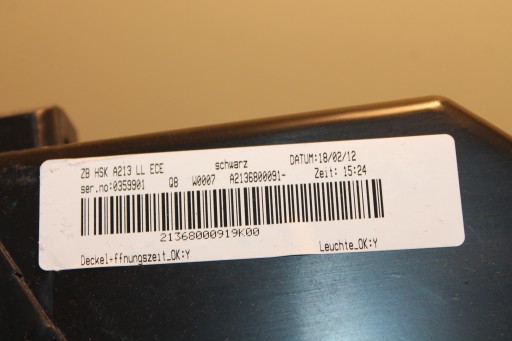 ZB HSK A213 LL ECE schwarz DATUM:18/02/12
ser.no:0359901 Q8 W0007 A2136800091- Zeit: 15:24
21368000919K00
Deckel÷ffnungszeit_OK:Y Leuchte_OK:Y